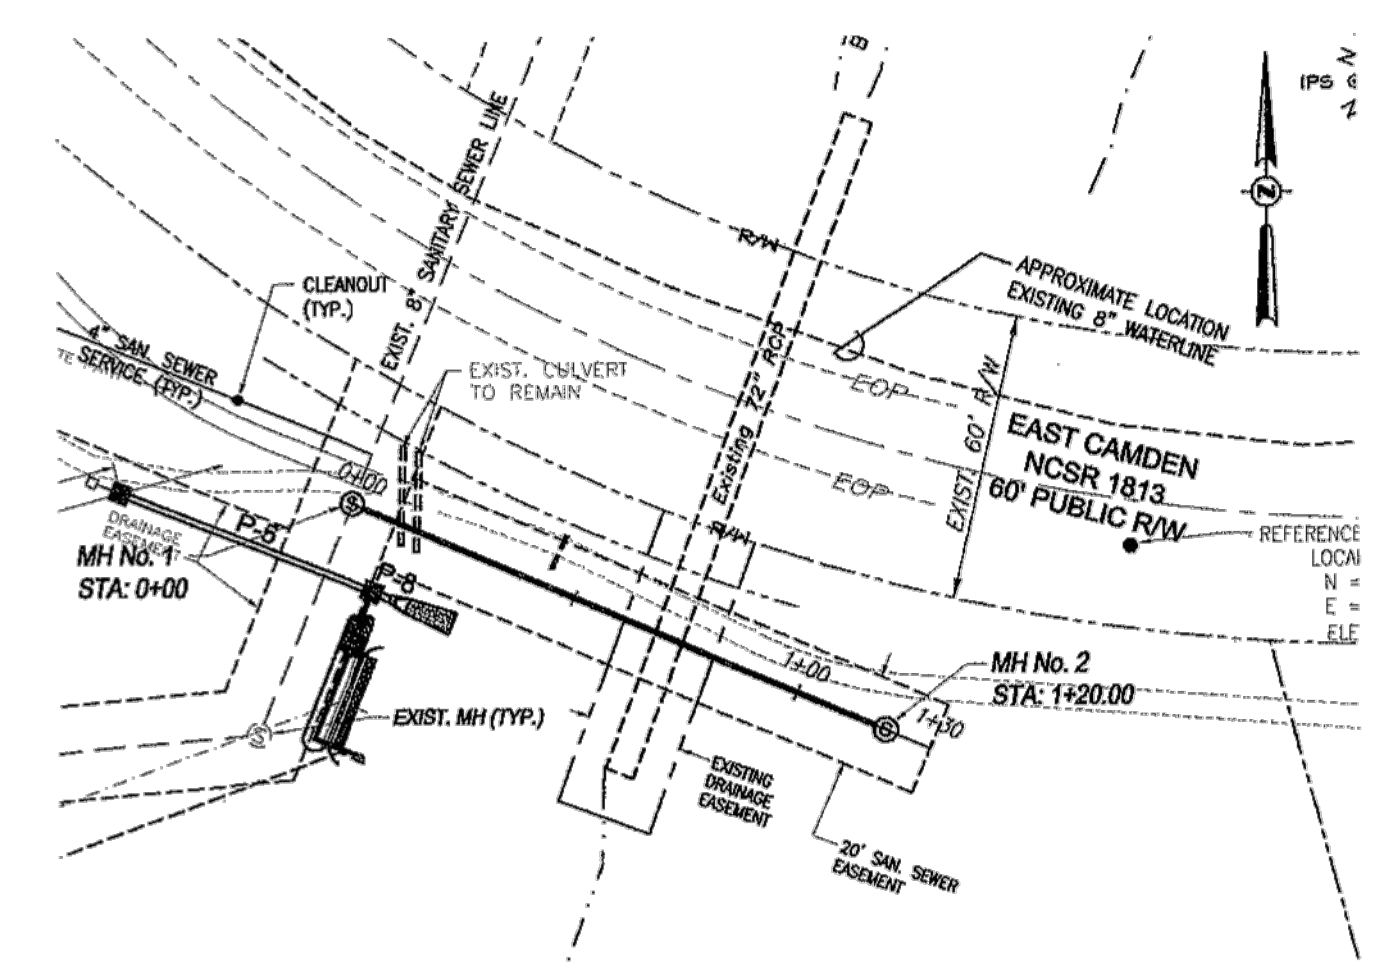 IPS
N
Z
Z
R/W
APPROXIMATE LOCATION
EXISTING 8" WATERLINE
EXIST. 8" SANITARY SEWER LINE
CLEANOUT
(TYP.)
4" SAN. SEWER
SERVICE (TYP.)
TE
EXIST. CULVERT
TO REMAIN
Existing 72" RCP
EOP
EOP
EXIST. 60' R/W
EAST CAMDEN
NCSR 1813
60' PUBLIC R/W
REFERENCE
LOCAI
N =
E =
ELE
R/W
0+00
DRAINAGE
EASEMENT
P-5
MH No. 1
STA: 0+00
P-8
S
1+00
MH No. 2
STA: 1+20.00
S
1+30
S
EXIST. MH (TYP.)
EXISTING
DRAINAGE
EASEMENT
20' SAN. SEWER
EASEMENT